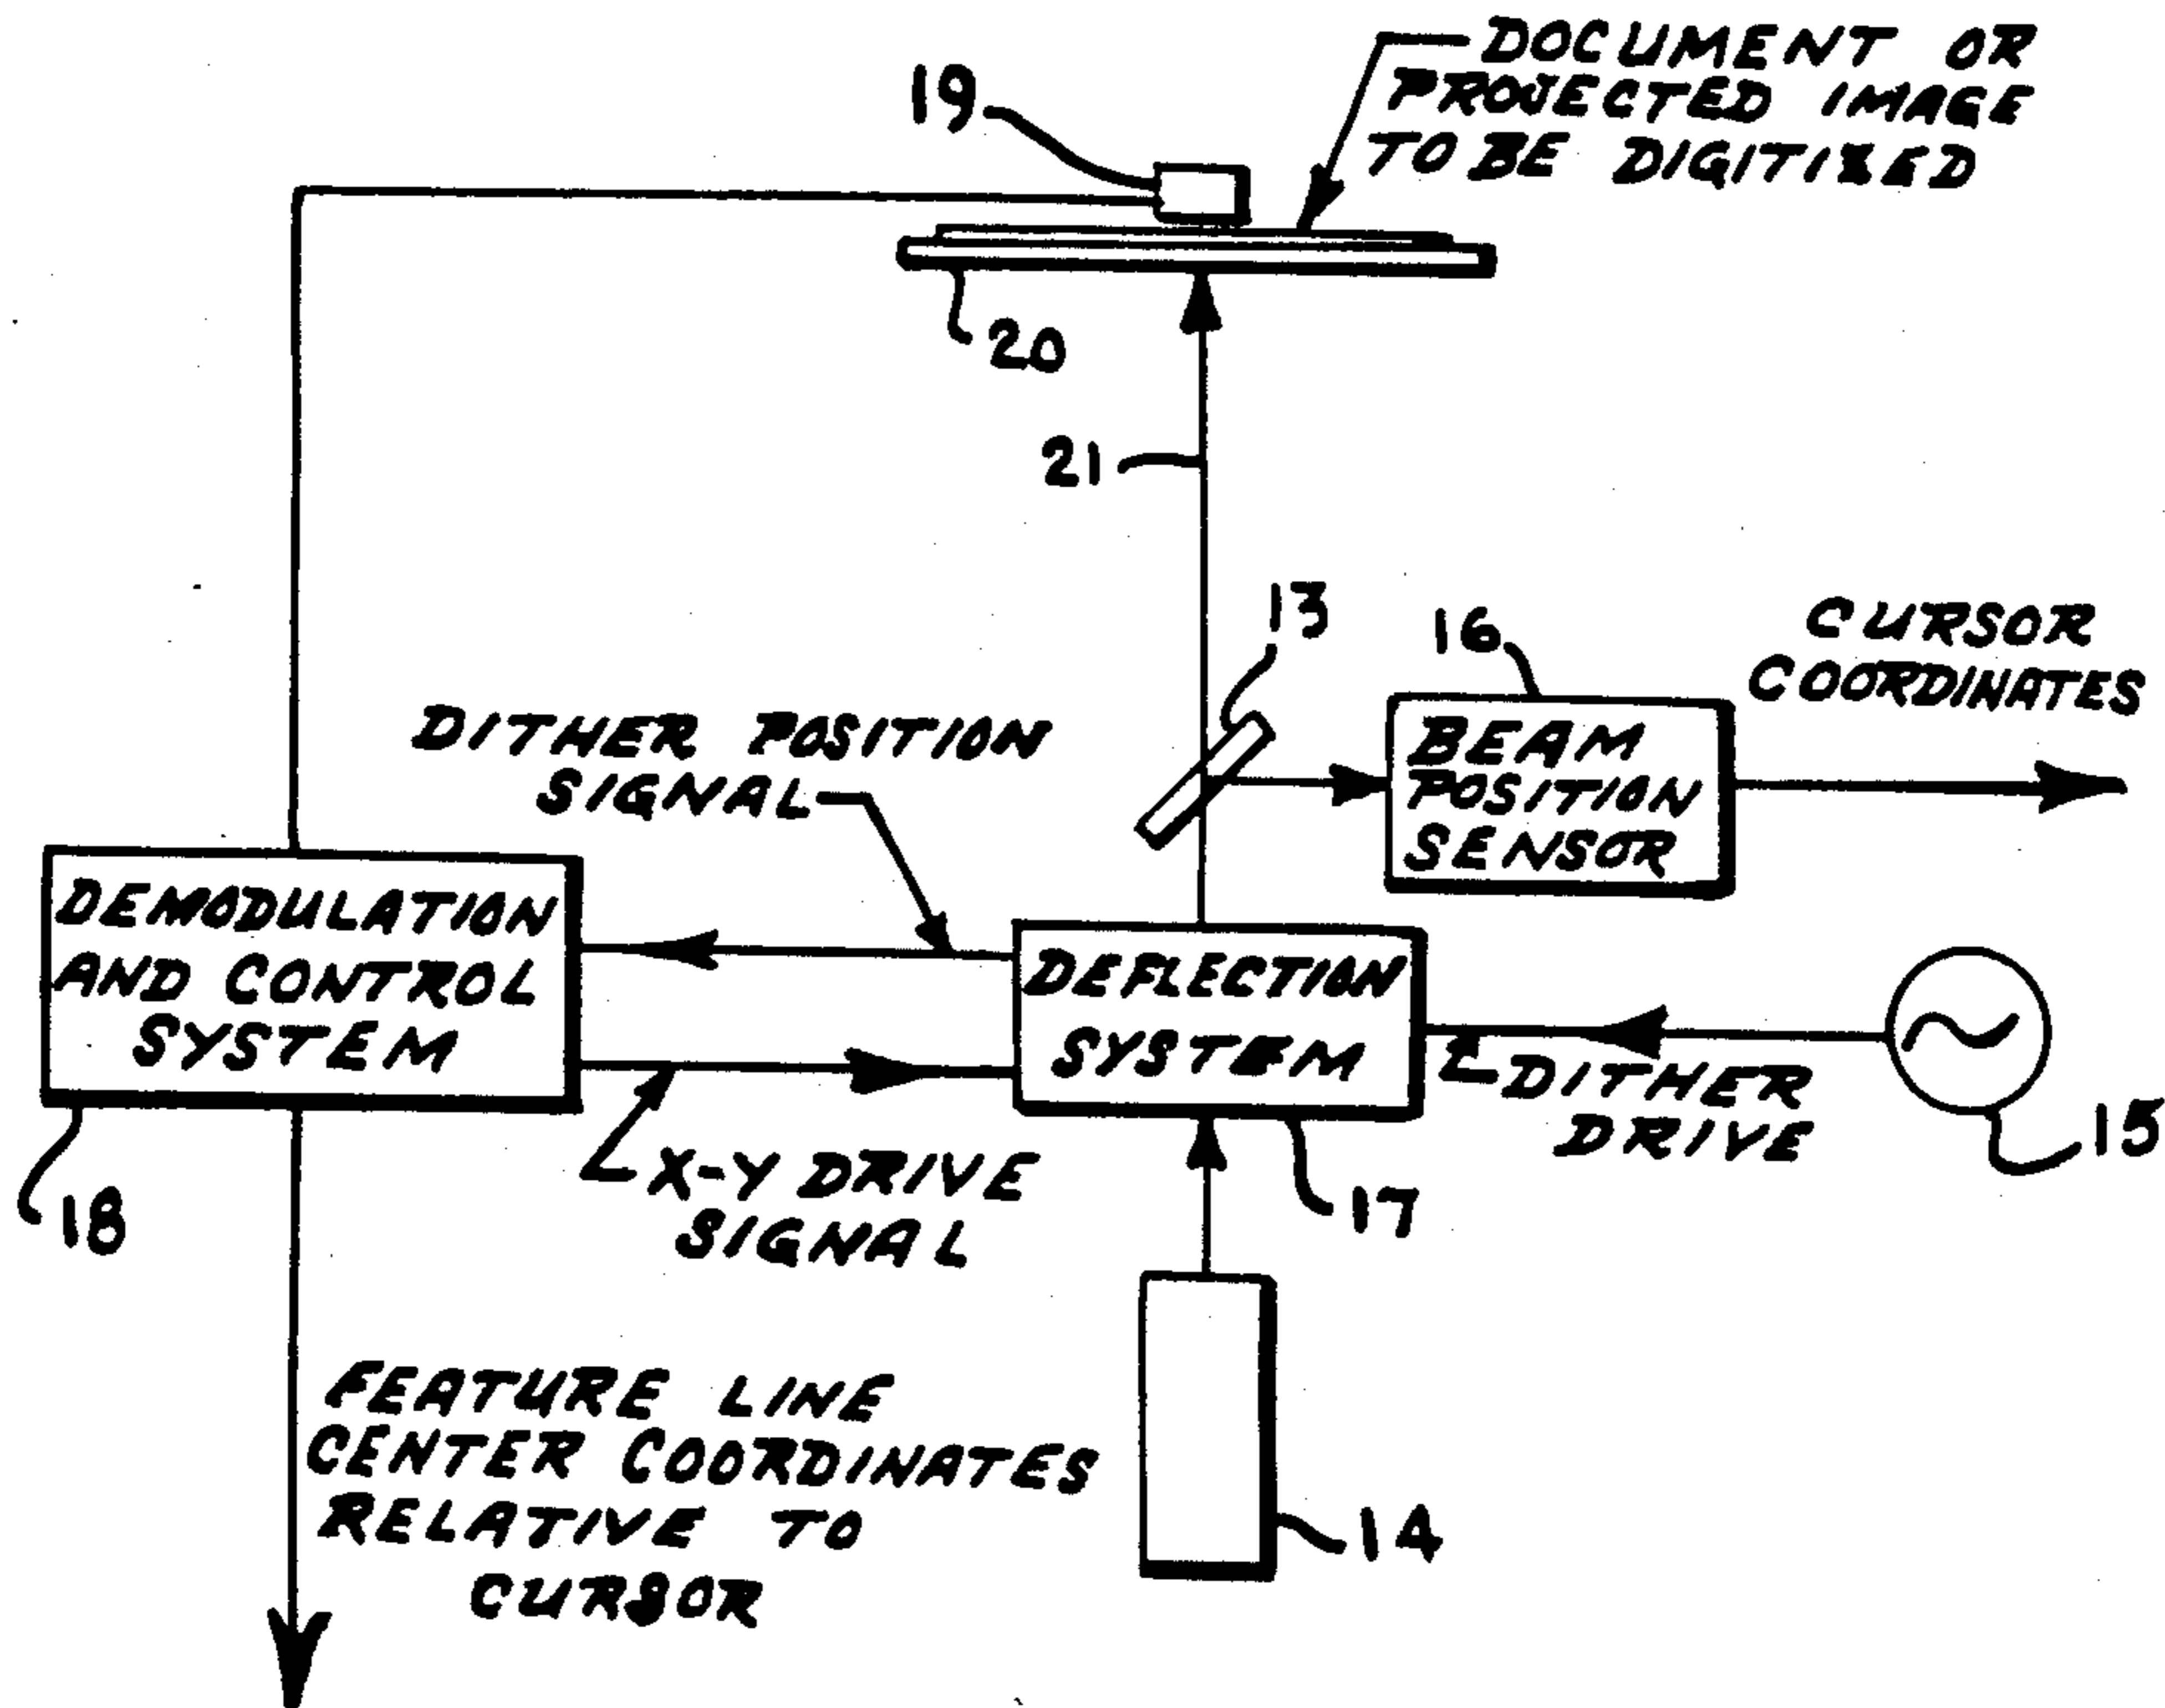 DOCUMENT OR
PROJECTED IMAGE
TO BE DIGITIZED
19
20
21
13
16
CURSOR
COORDINATES
BEAM
POSITION
SENSOR
DITHER POSITION
SIGNAL
DEMODULATION
AND CONTROL
SYSTEM
DEFLECTION
SYSTEM
DITHER
DRIVE
15
18
X-Y DRIVE
SIGNAL
17
14
FEATURE LINE
CENTER COORDINATES
RELATIVE TO
CURSOR